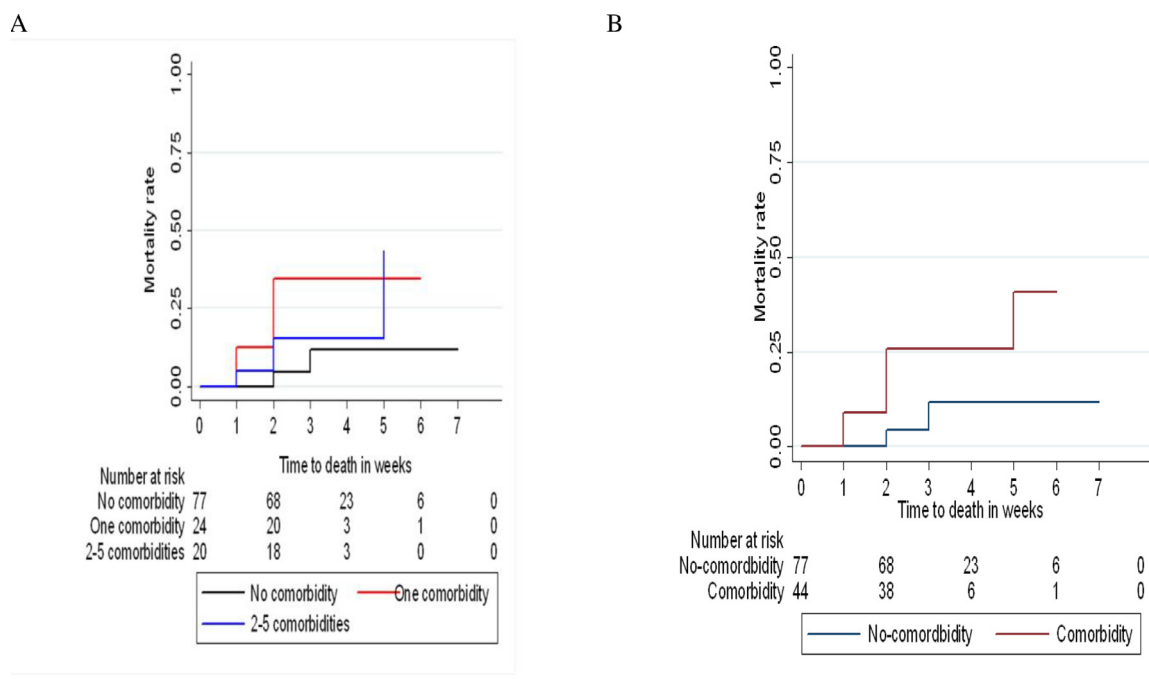 A
1.00
0.75
0.50
0.25
0.00
Mortality rate
0 1 2 3 4 5 6 7
Time to death in weeks
Number at risk
No comorbidity 77 68 23 6 0
One comorbidity 24 20 3 1 0
2-5 comorbidities 20 18 3 0 0
No comorbidity One comorbidity
2-5 comorbidities
B
1.00
0.75
0.50
0.25
0.00
Mortality rate
0 1 2 3 4 5 6 7
Time to death in weeks
Number at risk
No-comordbidity 77 68 23 6 0
Comorbidity 44 38 6 1 0
No-comordbidity Comorbidity